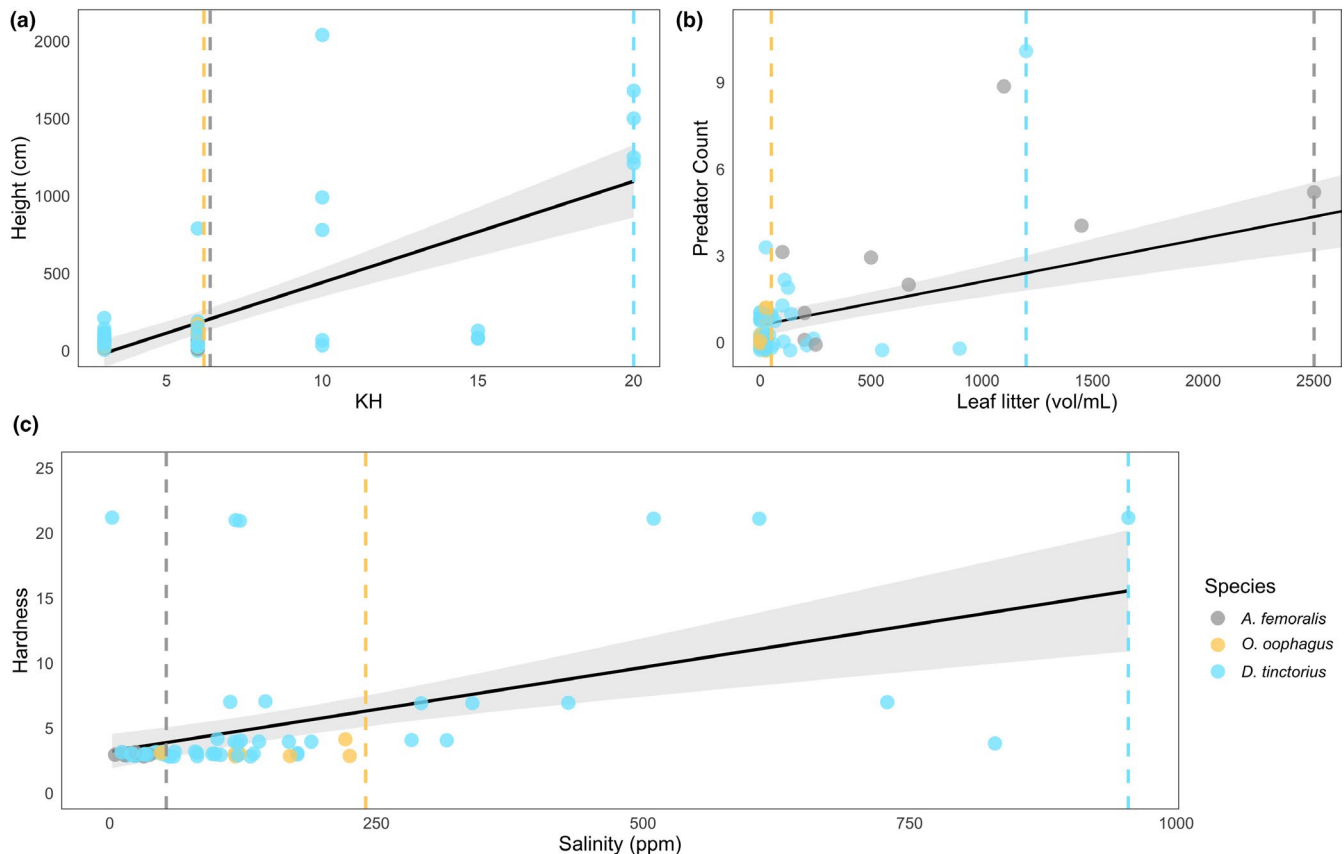 (a)
2000
1500
1000
500
0
Height (cm)
5
10
15
20
KH
(b)
9
6
3
0
Predator Count
0
500
1000
1500
2000
2500
Leaf litter (vol/mL)
(c)
25
20
15
10
5
0
Hardness
0
250
500
750
1000
Salinity (ppm)
Species
A. femoralis
O. oophagus
D. tinctorius